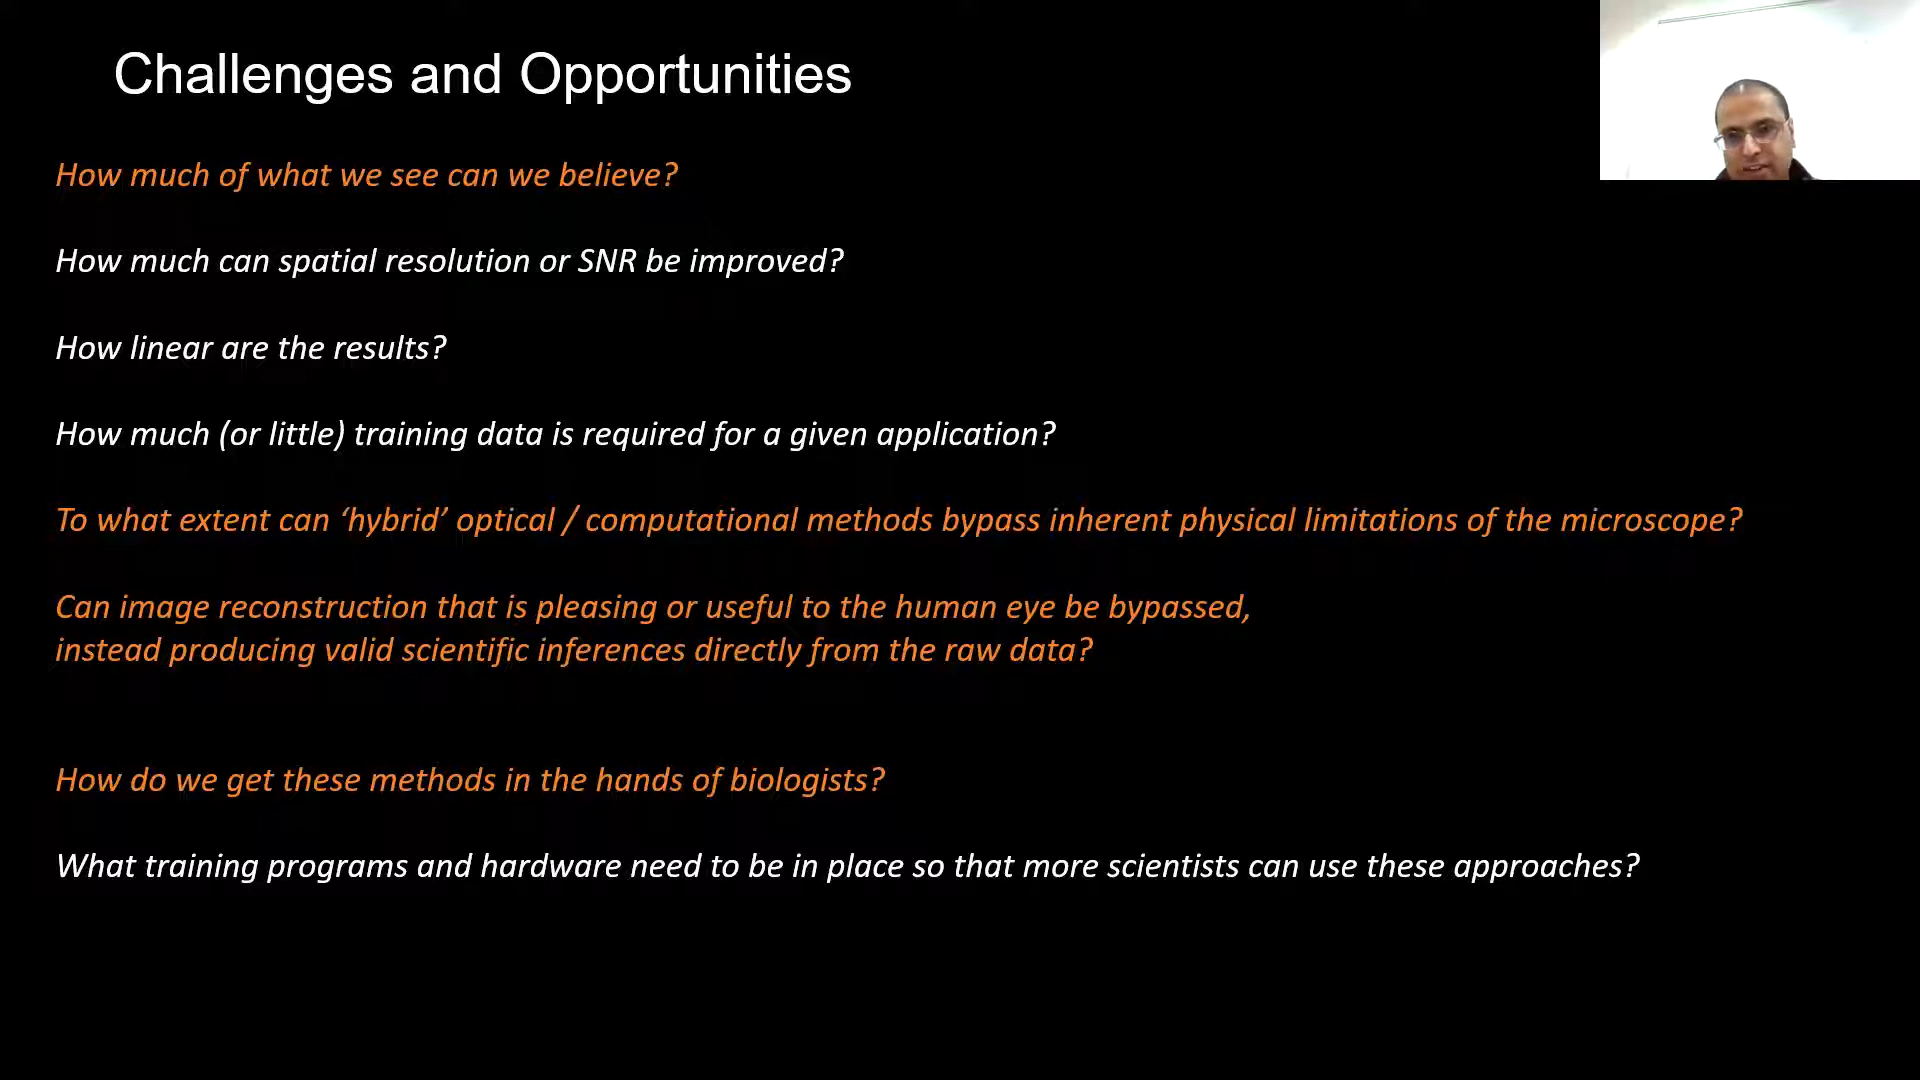 Challenges and Opportunities
How much of what we see can we believe?
How much can spatial resolution or SNR be improved?
How linear are the results?
How much (or little) training data is required for a given application?
To what extent can ‘hybrid’ optical / computational methods bypass inherent physical limitations of the microscope?
Can image reconstruction that is pleasing or useful to the human eye be bypassed,
instead producing valid scientific inferences directly from the raw data?
How do we get these methods in the hands of biologists?
What training programs and hardware need to be in place so that more scientists can use these approaches?